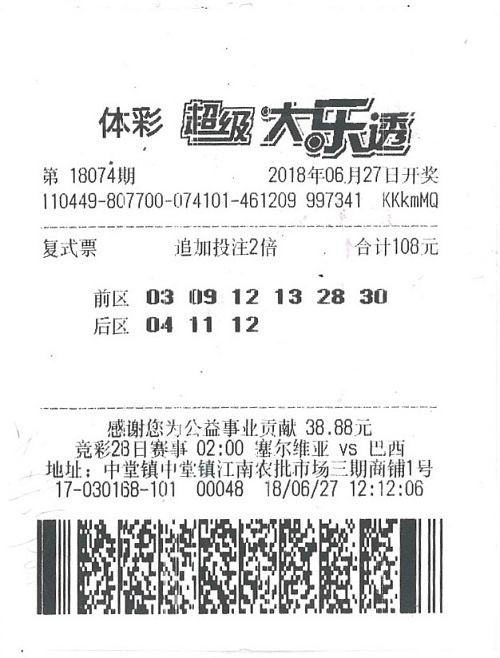 体彩 超级大乐透
第 18074期 2018年06月27日开奖
110449-807700-074101-461209 997341 KKkmMQ
复式票 追加投注2倍 合计108元
前区 03 09 12 13 28 30
后区 04 11 12
感谢您为公益事业贡献 38.88元
竞彩28日赛事 02:00 塞尔维亚 vs 巴西
地址：中堂镇中堂镇江南农批市场三期商铺1号
17-030168-101 00048 18/06/27 12:12:06